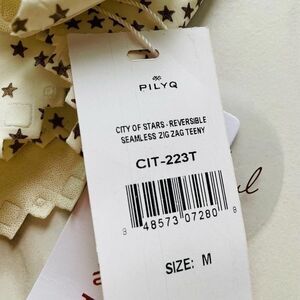 PILYQ
CITY OF STARS - REVERSIBLE
SEAMLESS ZIG ZAG TEENY
CIT-223T
8 48573 07280 8
SIZE: M